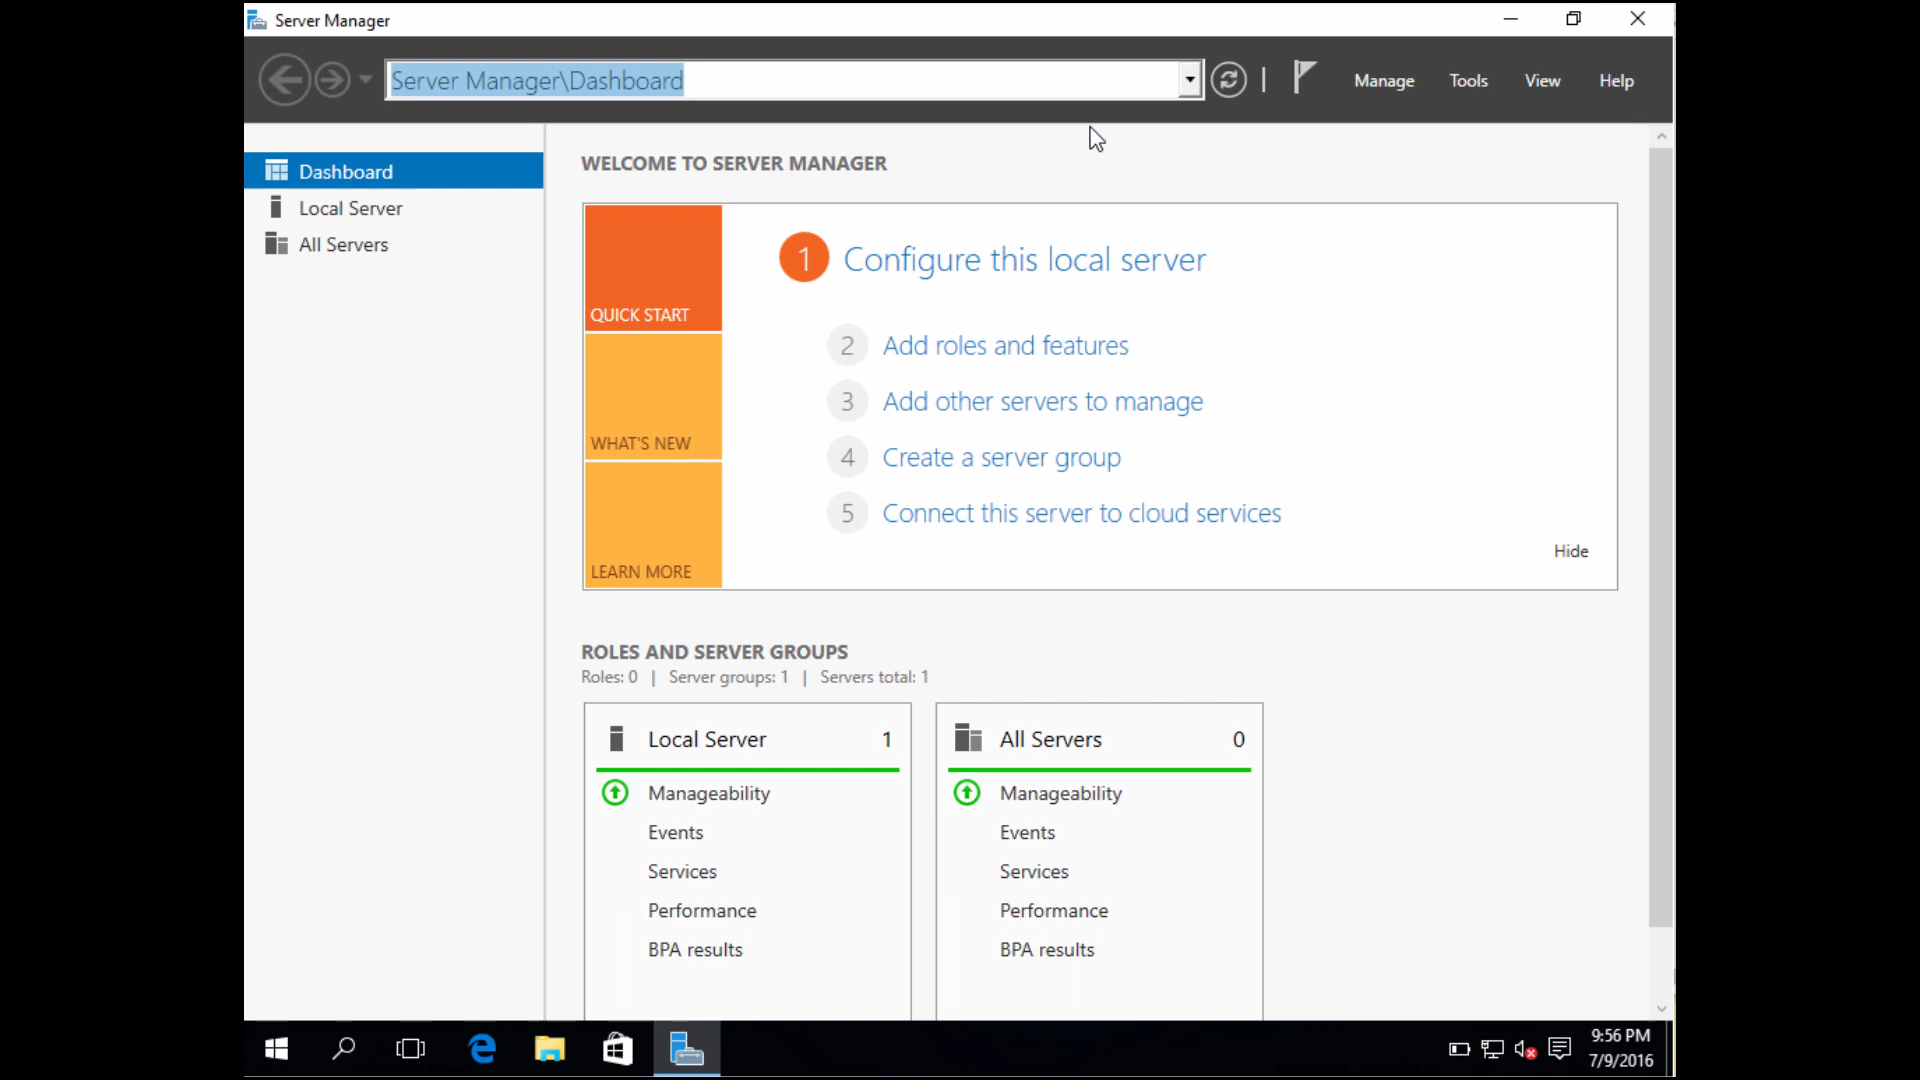 Server Manager
Server Manager\Dashboard
Manage Tools View Help
Dashboard
Local Server
All Servers
WELCOME TO SERVER MANAGER
QUICK START
WHAT'S NEW
LEARN MORE
1 Configure this local server
2 Add roles and features
3 Add other servers to manage
4 Create a server group
5 Connect this server to cloud services
Hide
ROLES AND SERVER GROUPS
Roles: 0 | Server groups: 1 | Servers total: 1
Local Server 1
Manageability
Events
Services
Performance
BPA results
All Servers 0
Manageability
Events
Services
Performance
BPA results
9:56 PM
7/9/2016